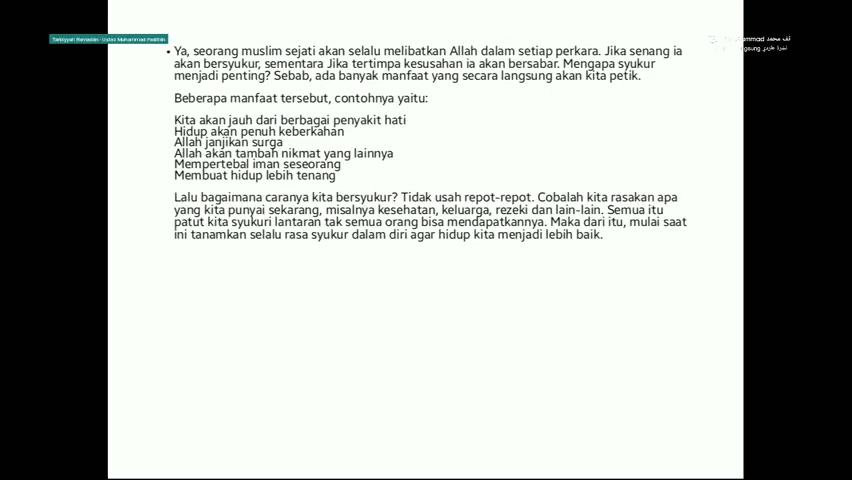 Tarbiyyah Ramadan - Ustad Muhammad Fadillah
• Ya, seorang muslim sejati akan selalu melibatkan Allah dalam setiap perkara. Jika senang ia
akan bersyukur, sementara Jika tertimpa kesusahan ia akan bersabar. Mengapa syukur
menjadi penting? Sebab, ada banyak manfaat yang secara langsung akan kita petik.
Beberapa manfaat tersebut, contohnya yaitu:
Kita akan jauh dari berbagai penyakit hati
Hidup akan penuh keberkahan
Allah janjikan surga
Allah akan tambah nikmat yang lainnya
Mempertebal iman seseorang
Membuat hidup lebih tenang
Lalu bagaimana caranya kita bersyukur? Tidak usah repot-repot. Cobalah kita rasakan apa
yang kita punyai sekarang, misalnya kesehatan, keluarga, rezeki dan lain-lain. Semua itu
patut kita syukuri lantaran tak semua orang bisa mendapatkannya. Maka dari itu, mulai saat
ini tanamkan selalu rasa syukur dalam diri agar hidup kita menjadi lebih baik.